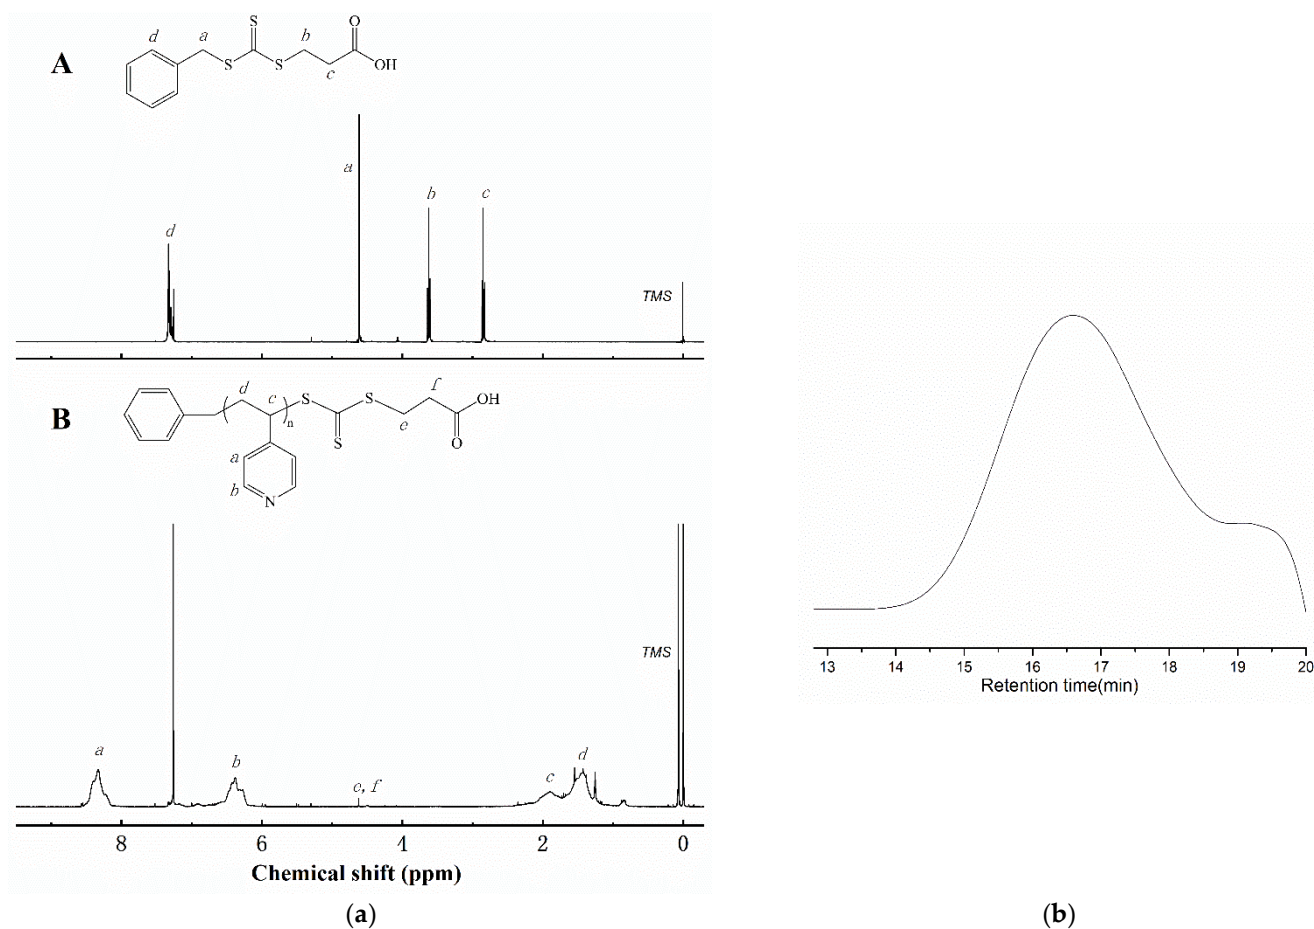 A
d
a
S
b
O
S
S
c
OH
a
b
c
d
TMS
B
d
c
S
S
f
OH
n
S
e
O
a
b
N
TMS
a
b
e, f
c
d
8
6
4
2
0
Chemical shift (ppm)
(a)
13
14
15
16
17
18
19
20
Retention time(min)
(b)